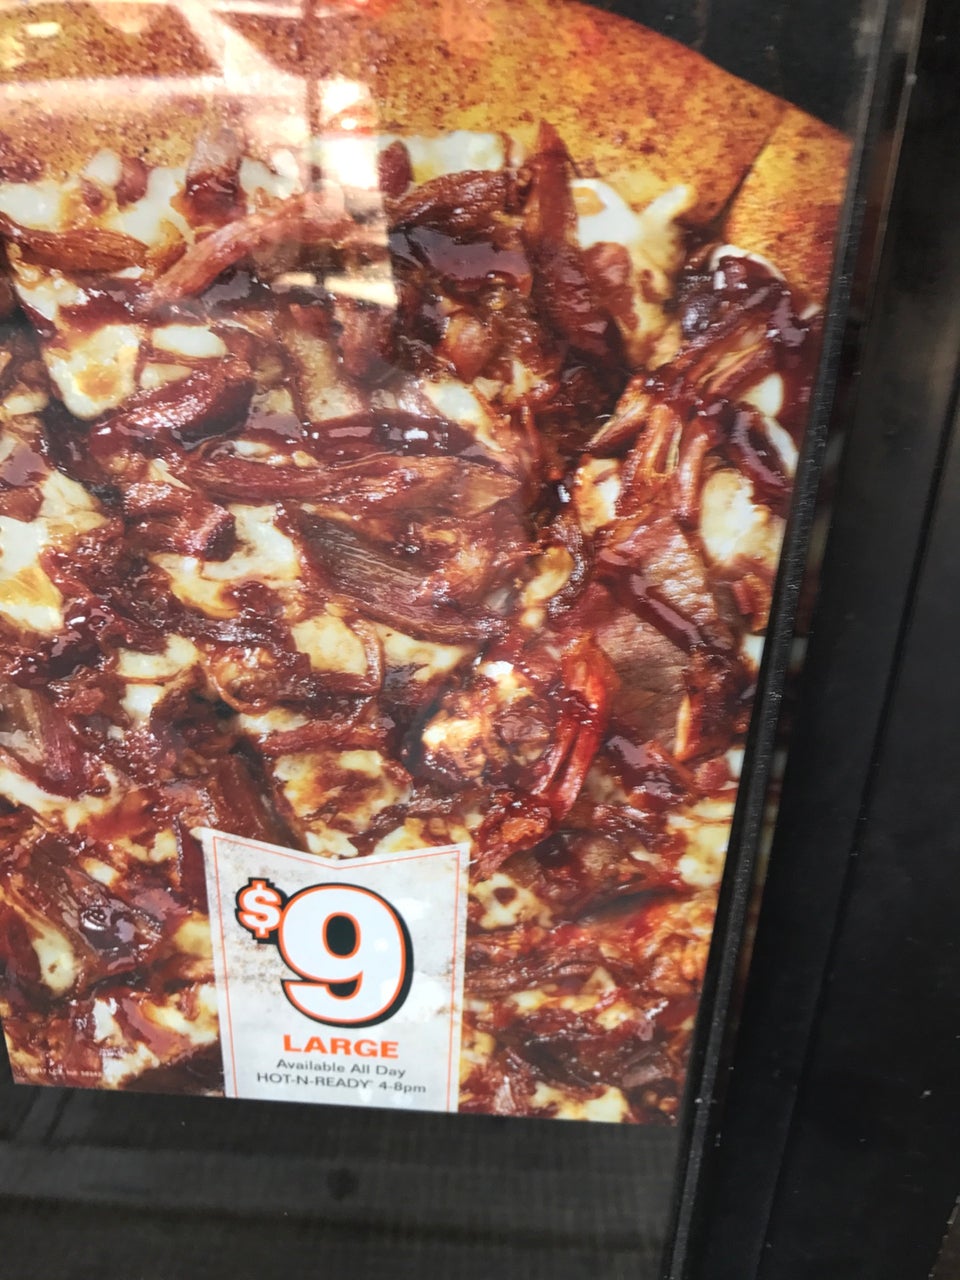 $9
LARGE
Available All Day
HOT-N-READY® 4-8pm